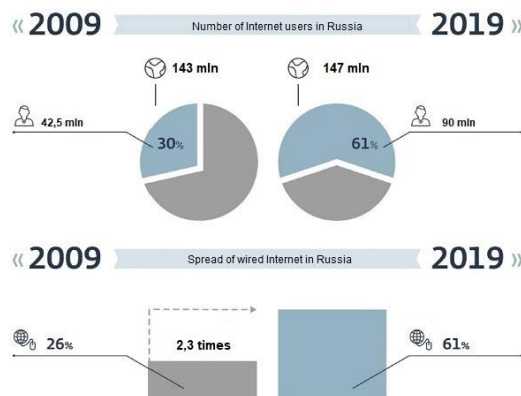 « 2009 Number of Internet users in Russia 2019 »
143 mln 147 mln
42,5 mln 90 mln
30% 61%
« 2009 Spread of wired Internet in Russia 2019 »
26% 2,3 times 61%